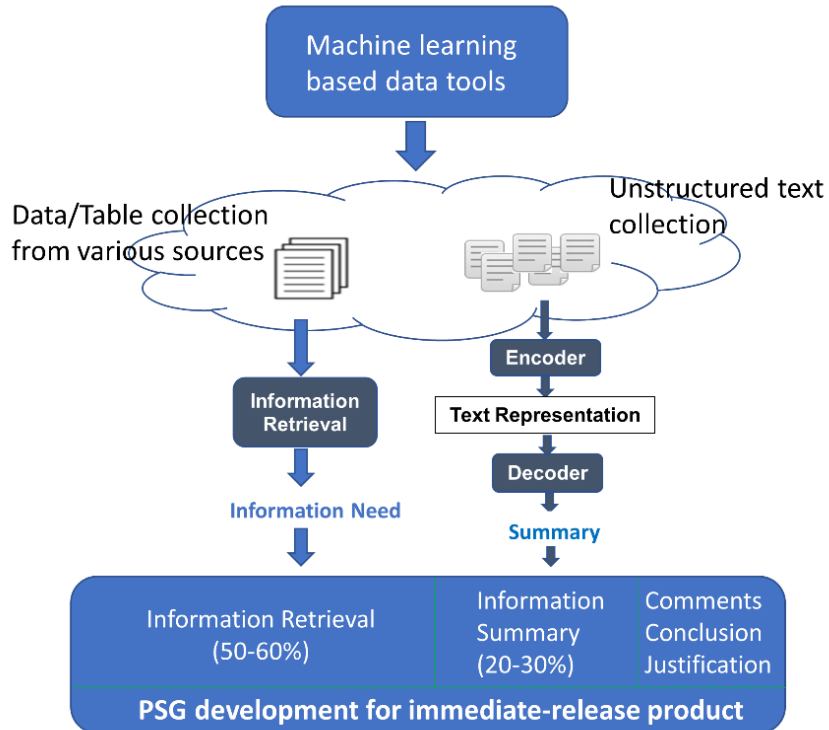 Machine learning
based data tools
Data/Table collection
from various sources
Unstructured text
collection
Information
Retrieval
Information Need
Encoder
Text Representation
Decoder
Summary
Information Retrieval
(50-60%)
Information
Summary
(20-30%)
Comments
Conclusion
Justification
PSG development for immediate-release product